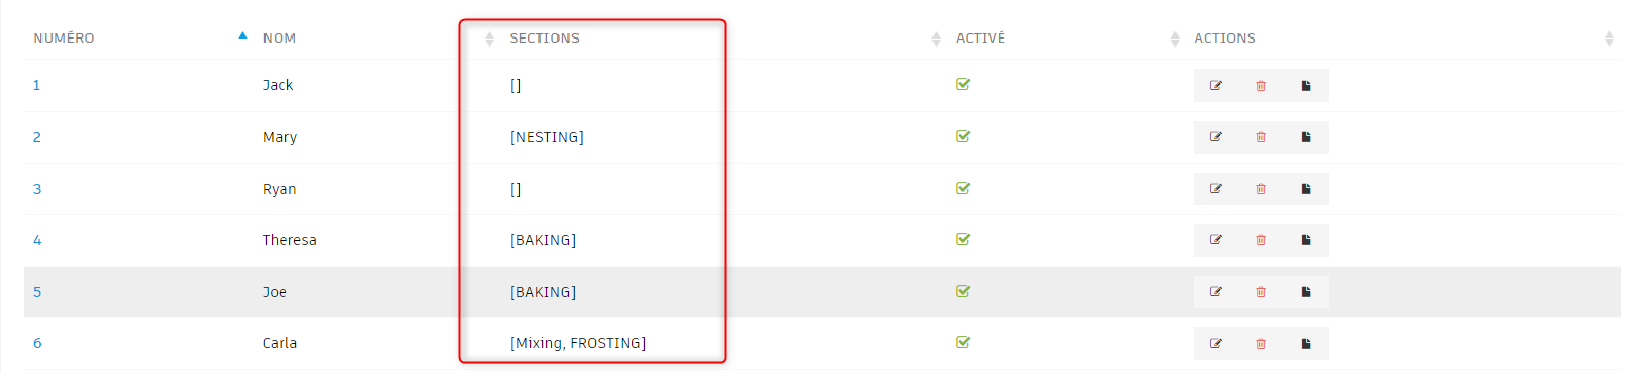 NUMÉRO NOM SECTIONS ACTIVÉ ACTIONS
1 Jack []
2 Mary [NESTING]
3 Ryan []
4 Theresa [BAKING]
5 Joe [BAKING]
6 Carla [Mixing, FROSTING]